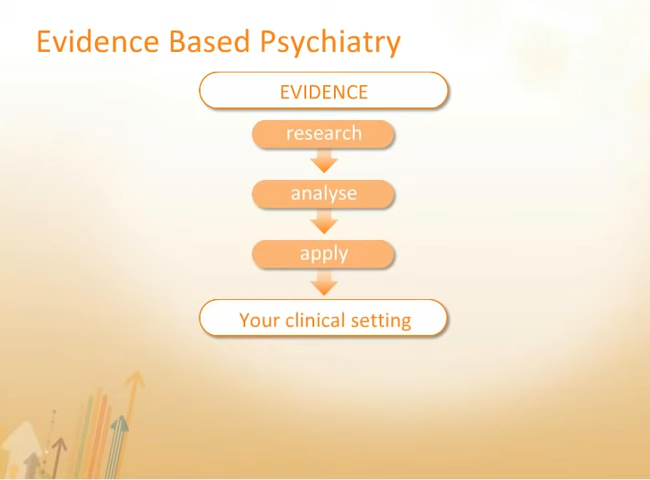 Evidence Based Psychiatry
EVIDENCE
research
analyse
apply
Your clinical setting